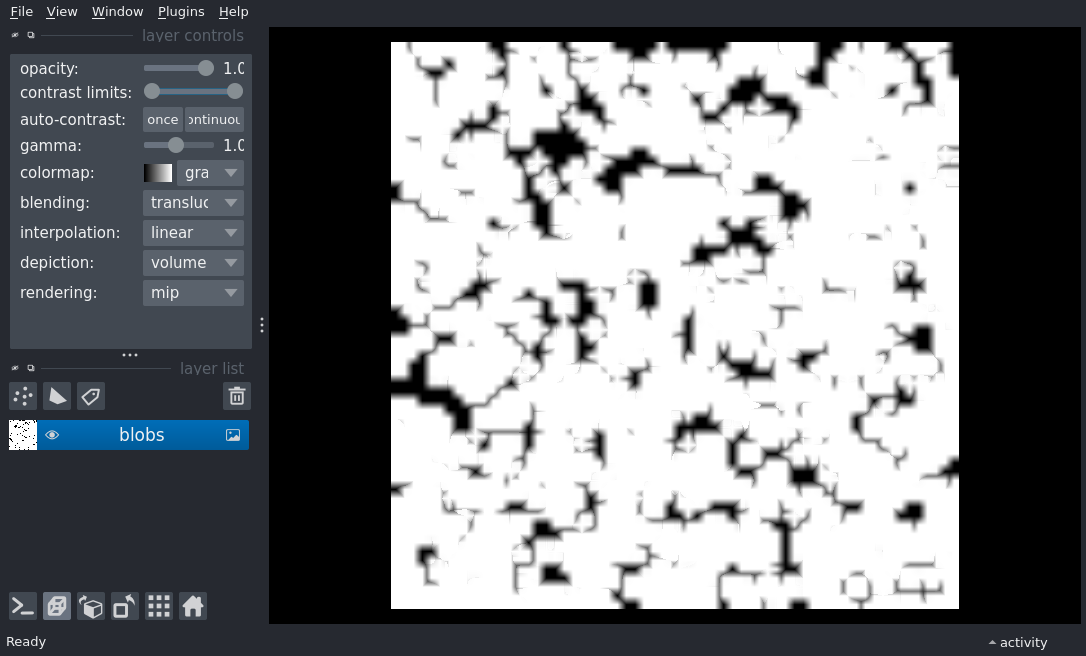 File View Window Plugins Help
layer controls
opacity: 1.0
contrast limits:
auto-contrast: once ontinuou
gamma: 1.0
colormap: gra
blending: transluc
interpolation: linear
depiction: volume
rendering: mip
layer list
blobs
Ready
activity